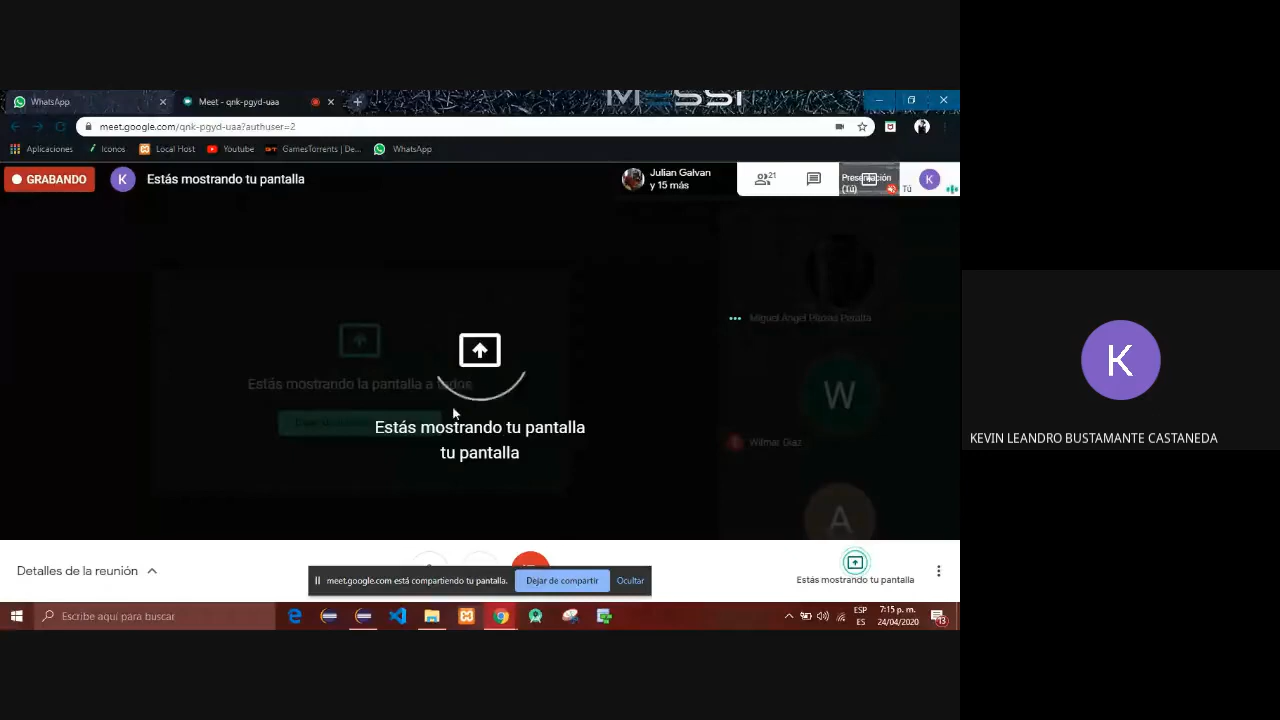 MESSI
WhatsApp
Meet - qnk-pgyd-uaa
meet.google.com/qnk-pgyd-uaa?authuser=2
Aplicaciones
Iconos
Local Host
Youtube
GamesTorrents | De...
WhatsApp
GRABANDO
K
Estás mostrando tu pantalla
Julian Galvan
y 15 más
21
Presentación
(Tú)
Tú
K
Estás mostrando la pantalla a todos
Estás mostrando tu pantalla
tu pantalla
Miguel Angel
W
Wilmar Diaz
A
K
KEVIN LEANDRO BUSTAMANTE CASTANEDA
Detalles de la reunión
meet.google.com está compartiendo tu pantalla.
Dejar de compartir
Ocultar
Estás mostrando tu pantalla
Escribe aquí para buscar
ESP
ES
7:15 p. m.
24/04/2020
13